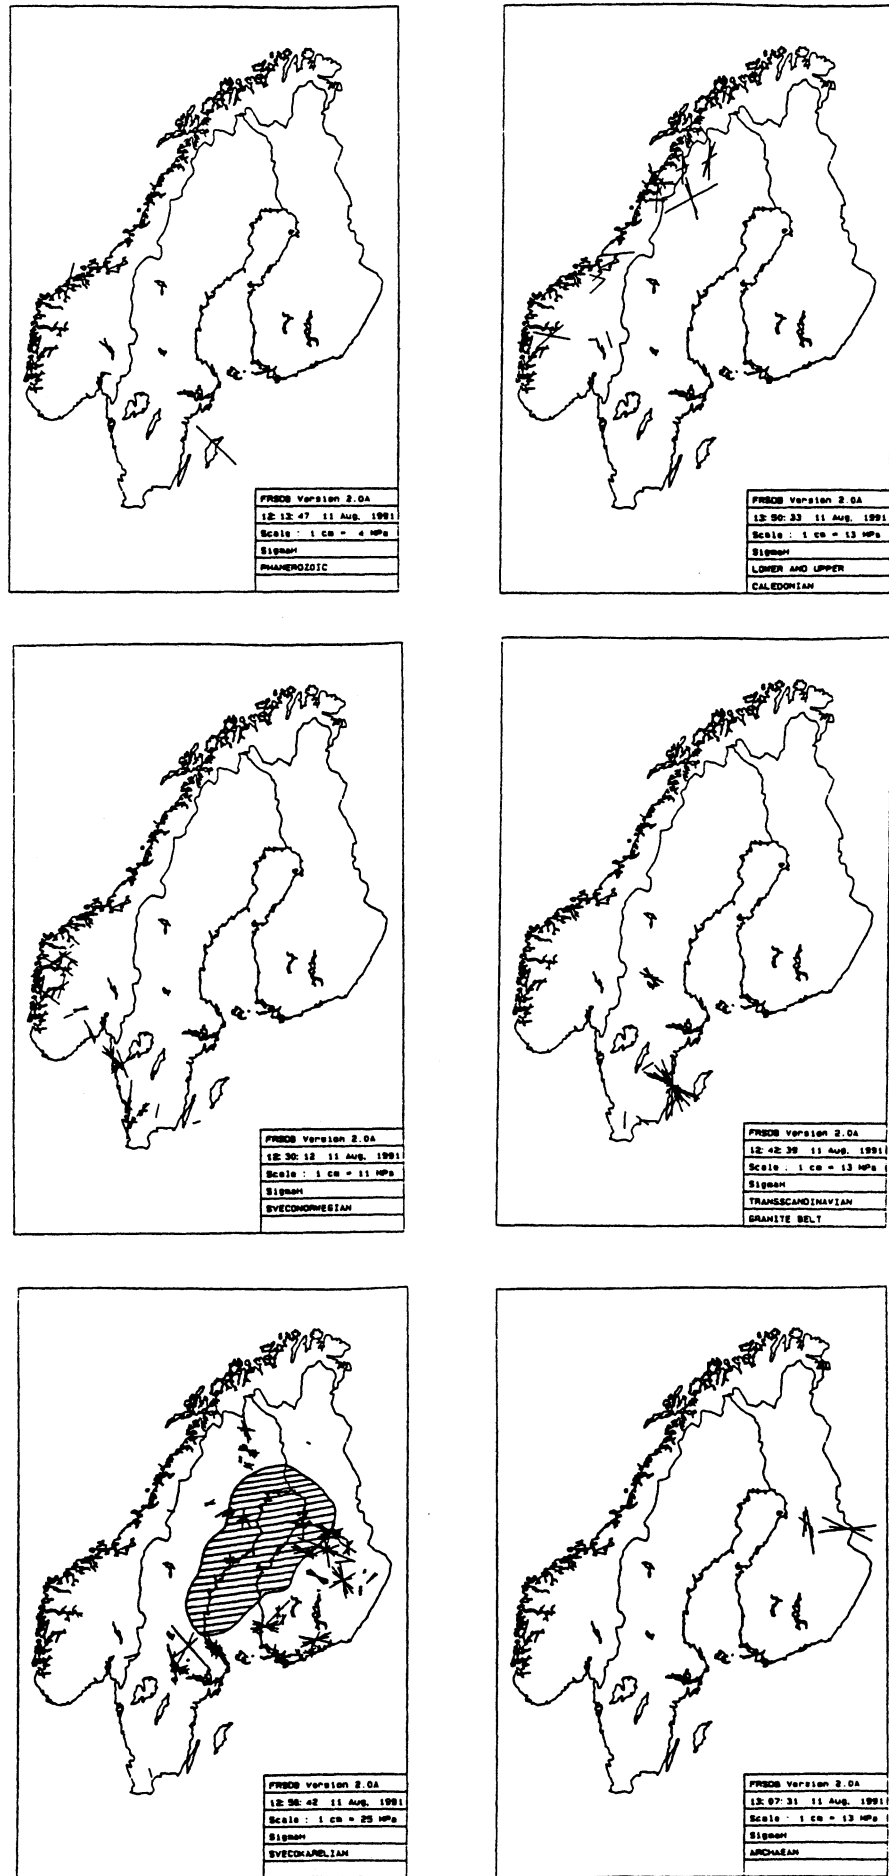 FRSDB Version 2.0A
12:13:47 11 Aug, 1991
Scale : 1 cm = 4 MPa
SigmaH
PHANEROZOIC
FRSDB Version 2.0A
13:50:33 11 Aug, 1991
Scale : 1 cm = 13 MPa
SigmaH
LOWER AND UPPER
CALEDONIAN
FRSDB Version 2.0A
12:30:12 11 Aug, 1991
Scale : 1 cm = 11 MPa
SigmaH
SVECONORWEGIAN
FRSDB Version 2.0A
12:42:39 11 Aug, 1991
Scale : 1 cm = 13 MPa
SigmaH
TRANSSCANDINAVIAN
GRANITE BELT
FRSDB Version 2.0A
12:56:42 11 Aug, 1991
Scale : 1 cm = 25 MPa
SigmaH
SVECOKARELIAN
FRSDB Version 2.0A
13:07:31 11 Aug, 1991
Scale : 1 cm = 13 MPa
SigmaH
ARCHAEAN